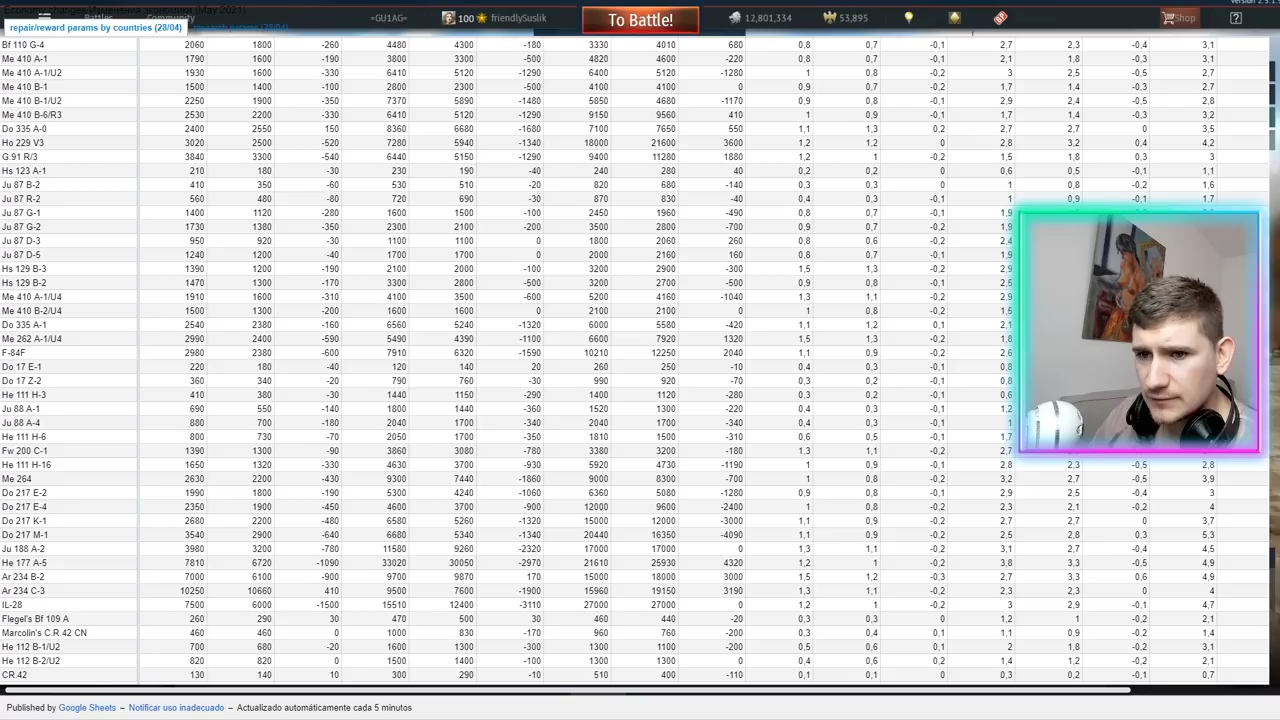 version 2.5.1
Battles Community =GU1AG= 100 friendlySuslik To Battle! 12,801,334 53,895 Shop
repair/reward params by countries (28/04)
Bf 110 G-4 2060 1800 -260 4480 4300 -180 3330 4010 680 0,8 0,7 -0,1 2,7 2,3 -0,4 3,1
Me 410 A-1 1790 1600 -190 3800 3300 -500 4820 4600 -220 0,8 0,7 -0,1 2,1 1,8 -0,3 3,1
Me 410 A-1/U2 1930 1600 -330 6410 5120 -1290 6400 5120 -1280 1 0,8 -0,2 3 2,5 -0,5 2,7
Me 410 B-1 1500 1400 -100 2800 2300 -500 4100 4100 0 0,9 0,7 -0,2 1,7 1,4 -0,3 2,7
Me 410 B-1/U2 2250 1900 -350 7370 5890 -1480 5850 4680 -1170 0,9 0,8 -0,1 2,9 2,4 -0,5 2,8
Me 410 B-6/R3 2530 2200 -330 6410 5120 -1290 9150 9560 410 1 0,9 -0,1 1,7 1,4 -0,3 3,2
Do 335 A-0 2400 2550 150 8360 6680 -1680 7100 7650 550 1,1 1,3 0,2 2,7 2,7 0 3,5
Ho 229 V3 3020 2500 -520 7280 5940 -1340 18000 21600 3600 1,2 1,2 0 2,8 3,2 0,4 4,2
G.91 R/3 3840 3300 -540 6440 5150 -1290 9400 11280 1880 1,2 1 -0,2 1,5 1,8 0,3 3
Hs 123 A-1 210 180 -30 230 190 -40 240 280 40 0,2 0,2 0 0,6 0,5 -0,1 1,1
Ju 87 B-2 410 350 -60 530 510 -20 820 680 -140 0,3 0,3 0 1 0,8 -0,2 1,6
Ju 87 R-2 560 480 -80 720 690 -30 870 830 -40 0,4 0,3 -0,1 1 0,9 -0,1 1,7
Ju 87 G-1 1400 1120 -280 1600 1500 -100 2450 1960 -490 0,8 0,7 -0,1 1,9
Ju 87 G-2 1730 1380 -350 2300 2100 -200 3500 2800 -700 0,9 0,7 -0,2 1,9
Ju 87 D-3 950 920 -30 1100 1100 0 1800 2060 260 0,8 0,6 -0,2 2,4
Ju 87 D-5 1240 1200 -40 1700 1700 0 2000 2160 160 0,8 0,7 -0,1 1,9
Hs 129 B-3 1390 1200 -190 2100 2000 -100 3200 2900 -300 1,5 1,3 -0,2 2,9
Hs 129 B-2 1470 1300 -170 3300 2800 -500 3200 2700 -500 0,9 0,8 -0,1 2,5
Me 410 A-1/U4 1910 1600 -310 4100 3500 -600 5200 4160 -1040 1,3 1,1 -0,2 2,9
Me 410 B-2/U4 1500 1300 -200 1600 1600 0 2100 2100 0 1 0,8 -0,2 1,5
Do 335 A-1 2540 2380 -160 6560 5240 -1320 6000 5580 -420 1,1 1,2 0,1 2,1
Me 262 A-1/U4 2990 2400 -590 5490 4390 -1100 6600 7920 1320 1,5 1,3 -0,2 1,8
F-84F 2980 2380 -600 7910 6320 -1590 10210 12250 2040 1,1 0,9 -0,2 2,6
Do 17 E-1 220 180 -40 120 140 20 260 250 -10 0,4 0,3 -0,1 0,8
Do 17 Z-2 360 340 -20 790 760 -30 990 920 -70 0,3 0,2 -0,1 0,8
He 111 H-3 410 380 -30 1440 1150 -290 1400 1120 -280 0,3 0,2 -0,1 0,6
Ju 88 A-1 690 550 -140 1800 1440 -360 1520 1300 -220 0,4 0,3 -0,1 1,2
Ju 88 A-4 880 700 -180 2040 1700 -340 2040 1700 -340 0,4 0,3 -0,1 1
He 111 H-6 800 730 -70 2050 1700 -350 1810 1500 -310 0,6 0,5 -0,1 1,7
Fw 200 C-1 1390 1300 -90 3860 3080 -780 3380 3200 -180 1,3 1,1 -0,2 2,7
He 111 H-16 1650 1320 -330 4630 3700 -930 5920 4730 -1190 1 0,9 -0,1 2,8 2,3 -0,5 2,8
Me 264 2630 2200 -430 9300 7440 -1860 9000 8300 -700 1 0,8 -0,2 3,2 2,7 -0,5 3,9
Do 217 E-2 1990 1800 -190 5300 4240 -1060 6360 5080 -1280 0,9 0,8 -0,1 2,9 2,5 -0,4 3
Do 217 E-4 2350 1900 -450 4600 3700 -900 12000 9600 -2400 1 0,8 -0,2 2,3 2,1 -0,2 4
Do 217 K-1 2680 2200 -480 6580 5260 -1320 15000 12000 -3000 1,1 0,9 -0,2 2,7 2,7 0 3,7
Do 217 M-1 3540 2900 -640 6680 5340 -1340 20440 16350 -4090 1,1 0,9 -0,2 2,5 2,8 0,3 5,3
Ju 188 A-2 3980 3200 -780 11580 9260 -2320 17000 17000 0 1,3 1,1 -0,2 3,1 2,7 -0,4 4,5
He 177 A-5 7810 6720 -1090 33020 30050 -2970 21610 25930 4320 1,2 1 -0,2 3,8 3,3 -0,5 4,9
Ar 234 B-2 7000 6100 -900 9700 9870 170 15000 18000 3000 1,5 1,2 -0,3 2,7 3,3 0,6 4,9
Ar 234 C-3 10250 10660 410 9500 7600 -1900 15960 19150 3190 1,3 1,1 -0,2 2,3 2,3 0 4
IL-28 7500 6000 -1500 15510 12400 -3110 27000 27000 0 1,2 1 -0,2 3 2,9 -0,1 4,7
Flegel's Bf 109 A 260 290 30 470 500 30 460 440 -20 0,3 0,3 0 1,2 1 -0,2 2,1
Marcolin's C.R.42 CN 460 460 0 1000 830 -170 960 760 -200 0,3 0,4 0,1 1,1 0,9 -0,2 1,4
He 112 B-1/U2 700 680 -20 1600 1300 -300 1300 1100 -200 0,5 0,6 0,1 2 1,8 -0,2 3,1
He 112 B-2/U2 820 820 0 1500 1400 -100 1300 1300 0 0,4 0,6 0,2 1,4 1,2 -0,2 2,1
CR.42 130 140 10 300 290 -10 510 400 -110 0,1 0,1 0 0,3 0,2 -0,1 0,7
Published by Google Sheets – Notificar uso inadecuado – Actualizado automáticamente cada 5 minutos